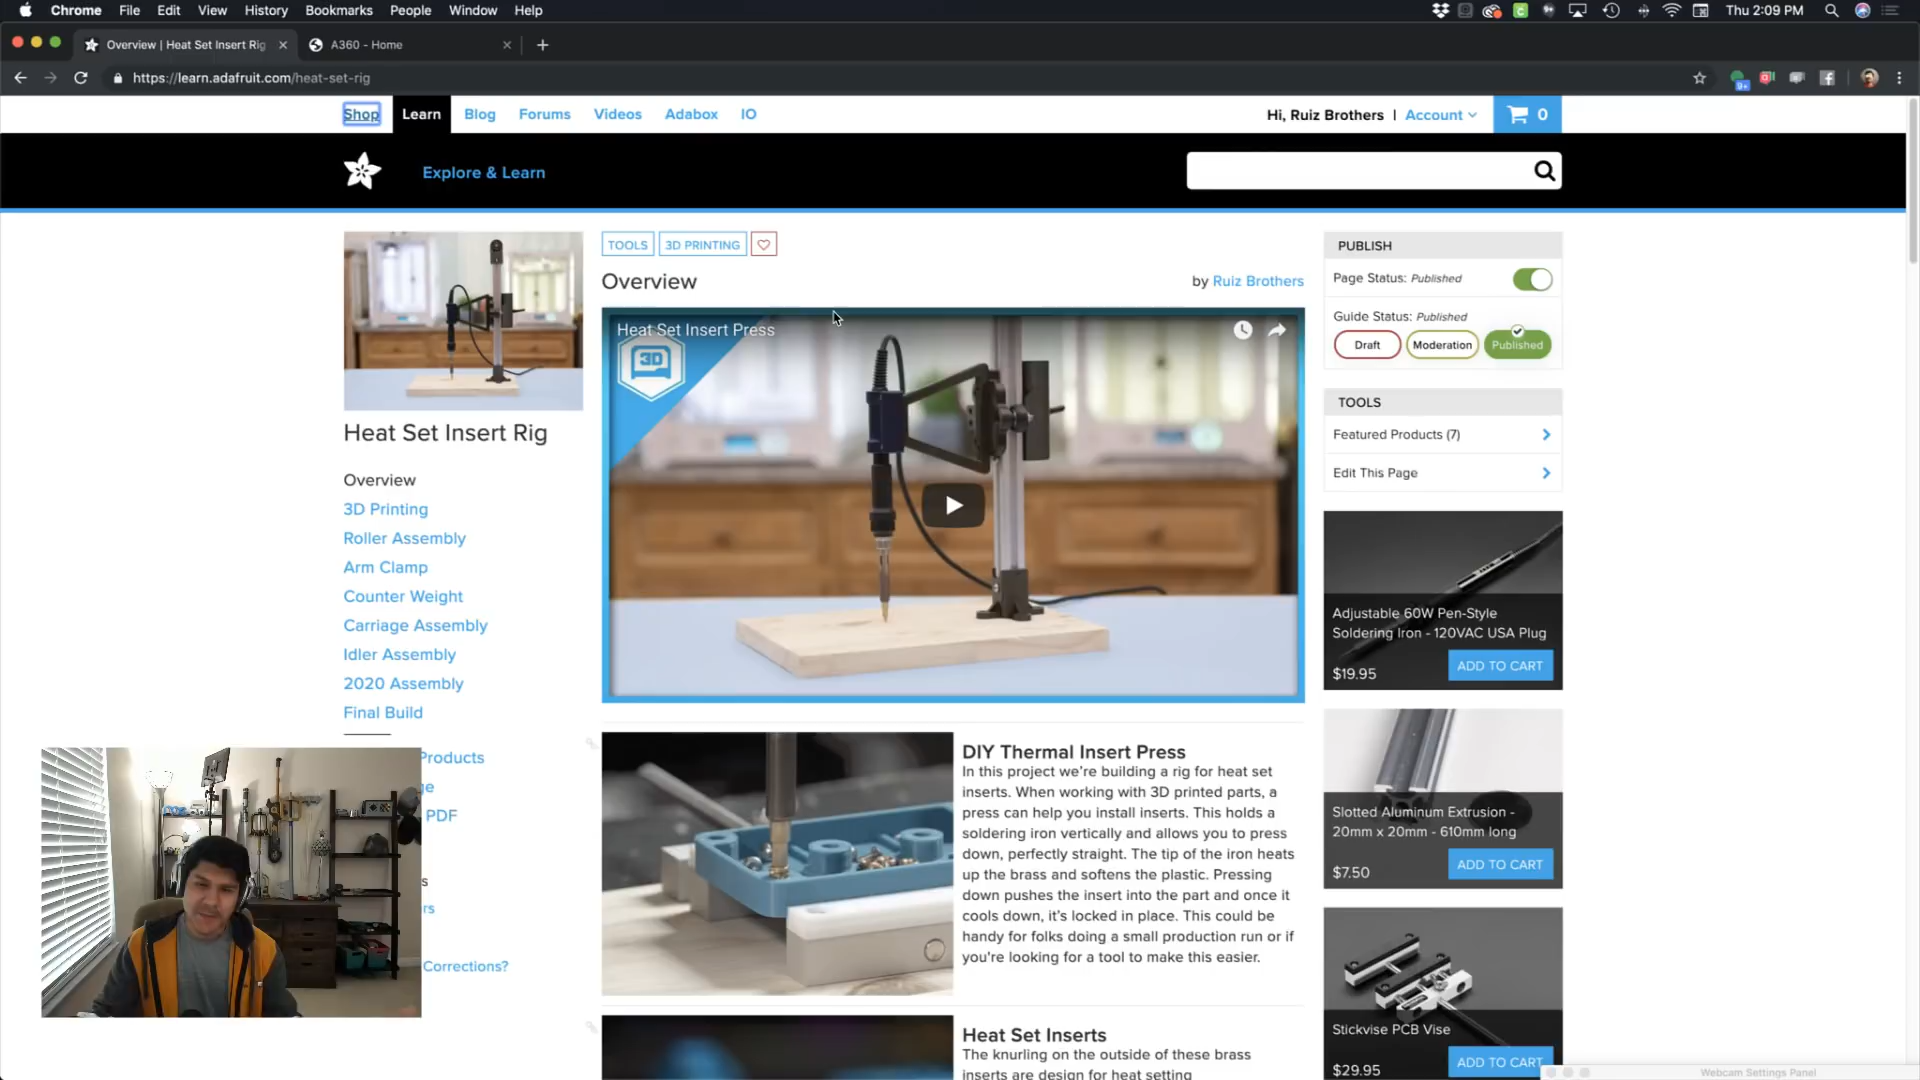 Chrome File Edit View History Bookmarks People Window Help
Thu 2:09 PM
Overview | Heat Set Insert Rig
A360 - Home
https://learn.adafruit.com/heat-set-rig
Shop Learn Blog Forums Videos Adabox IO
Hi, Ruiz Brothers | Account
0
Explore & Learn
TOOLS 3D PRINTING
Overview
by Ruiz Brothers
Heat Set Insert Press
3D
Heat Set Insert Rig
Overview
3D Printing
Roller Assembly
Arm Clamp
Counter Weight
Carriage Assembly
Idler Assembly
2020 Assembly
Final Build
Products
PDF
Corrections?
DIY Thermal Insert Press
In this project we're building a rig for heat set
inserts. When working with 3D printed parts, a
press can help you install inserts. This holds a
soldering iron vertically and allows you to press
down, perfectly straight. The tip of the iron heats
up the brass and softens the plastic. Pressing
down pushes the insert into the part and once it
cools down, it's locked in place. This could be
handy for folks doing a small production run or if
you're looking for a tool to make this easier.
Heat Set Inserts
The knurling on the outside of these brass
inserts are design for heat setting
PUBLISH
Page Status: Published
Guide Status: Published
Draft Moderation Published
TOOLS
Featured Products (7)
Edit This Page
Adjustable 60W Pen-Style
Soldering Iron - 120VAC USA Plug
$19.95 ADD TO CART
Slotted Aluminum Extrusion -
20mm x 20mm - 610mm long
$7.50 ADD TO CART
Stickvise PCB Vise
$29.95 ADD TO CART
Webcam Settings Panel